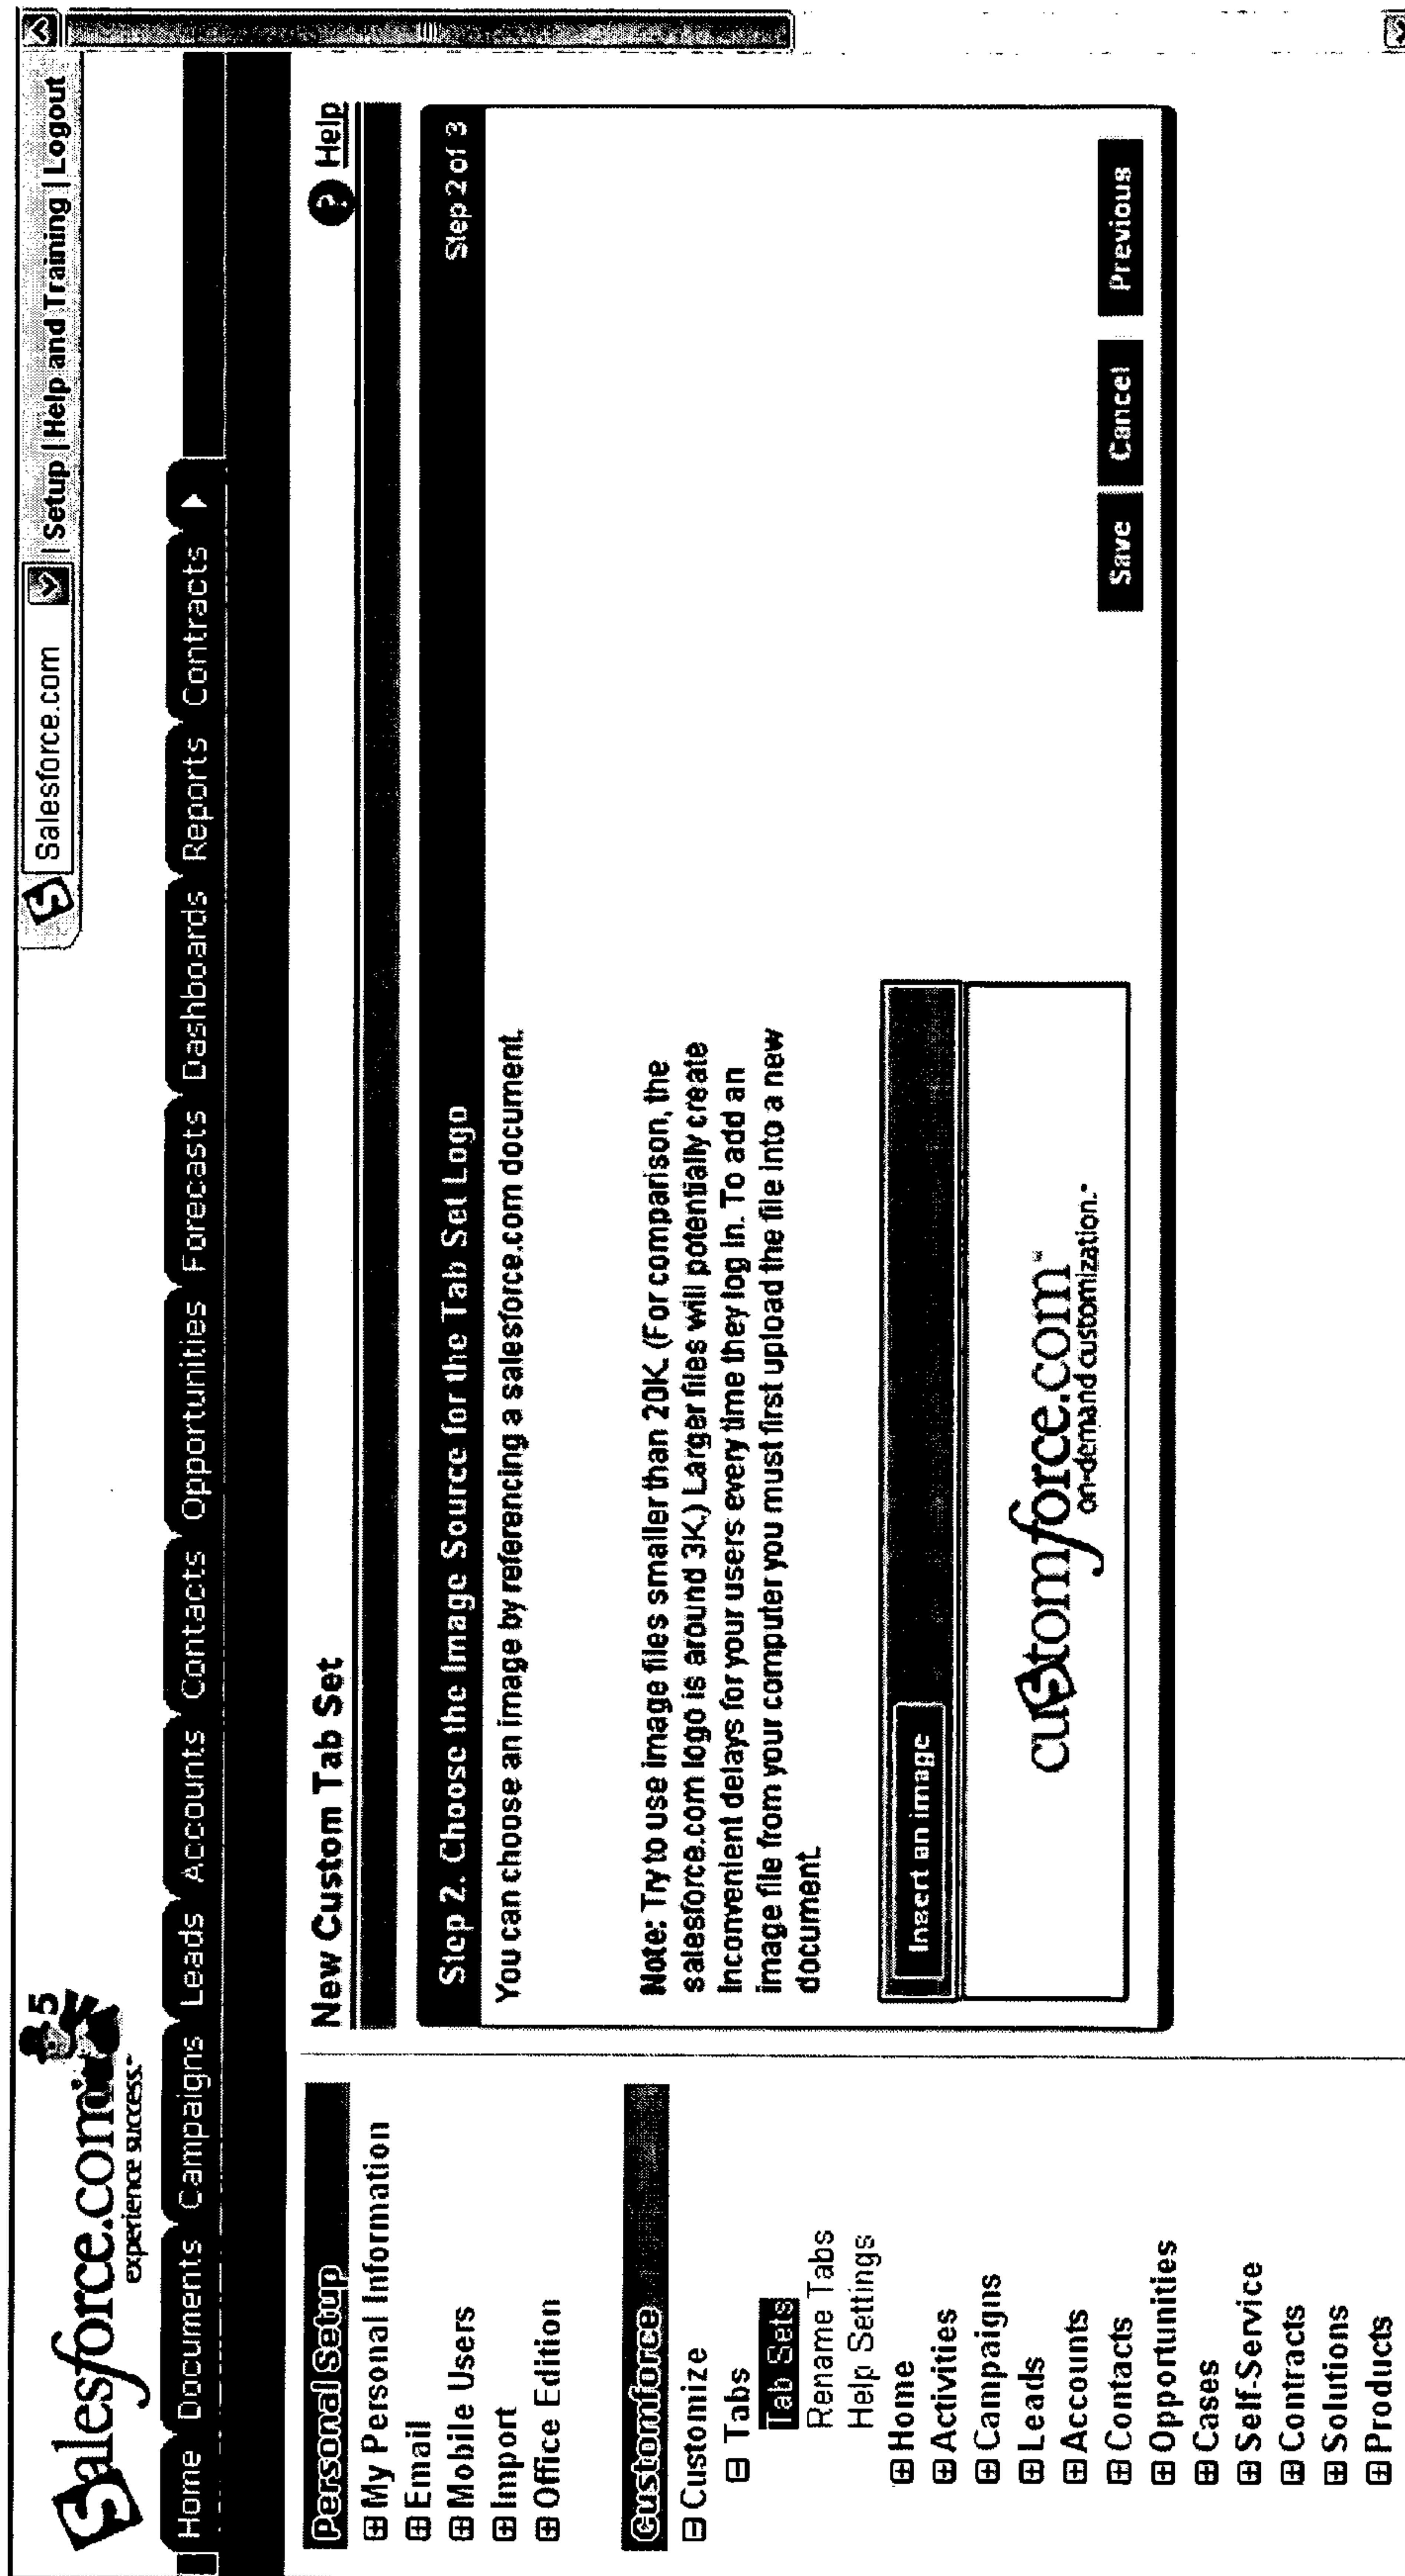 salesforce.com
experience success.™
5
Salesforce.com | Setup | Help and Training | Logout
Home Documents Campaigns Leads Accounts Contacts Opportunities Forecasts Dashboards Reports Contracts
Personal Setup
My Personal Information
Email
Mobile Users
Import
Office Edition
Customforce
Customize
Tabs
Tab Sets
Rename Tabs
Help Settings
Home
Activities
Campaigns
Leads
Accounts
Contacts
Opportunities
Cases
Self-Service
Contracts
Solutions
Products
New Custom Tab Set
? Help
Step 2. Choose the Image Source for the Tab Set Logo
Step 2 of 3
You can choose an image by referencing a salesforce.com document.
Note: Try to use image files smaller than 20K. (For comparison, the
salesforce.com logo is around 3K.) Larger files will potentially create
inconvenient delays for your users every time they log in. To add an
image file from your computer you must first upload the file into a new
document.
Insert an image
customforce.com™
on-demand customization.™
Save Cancel Previous